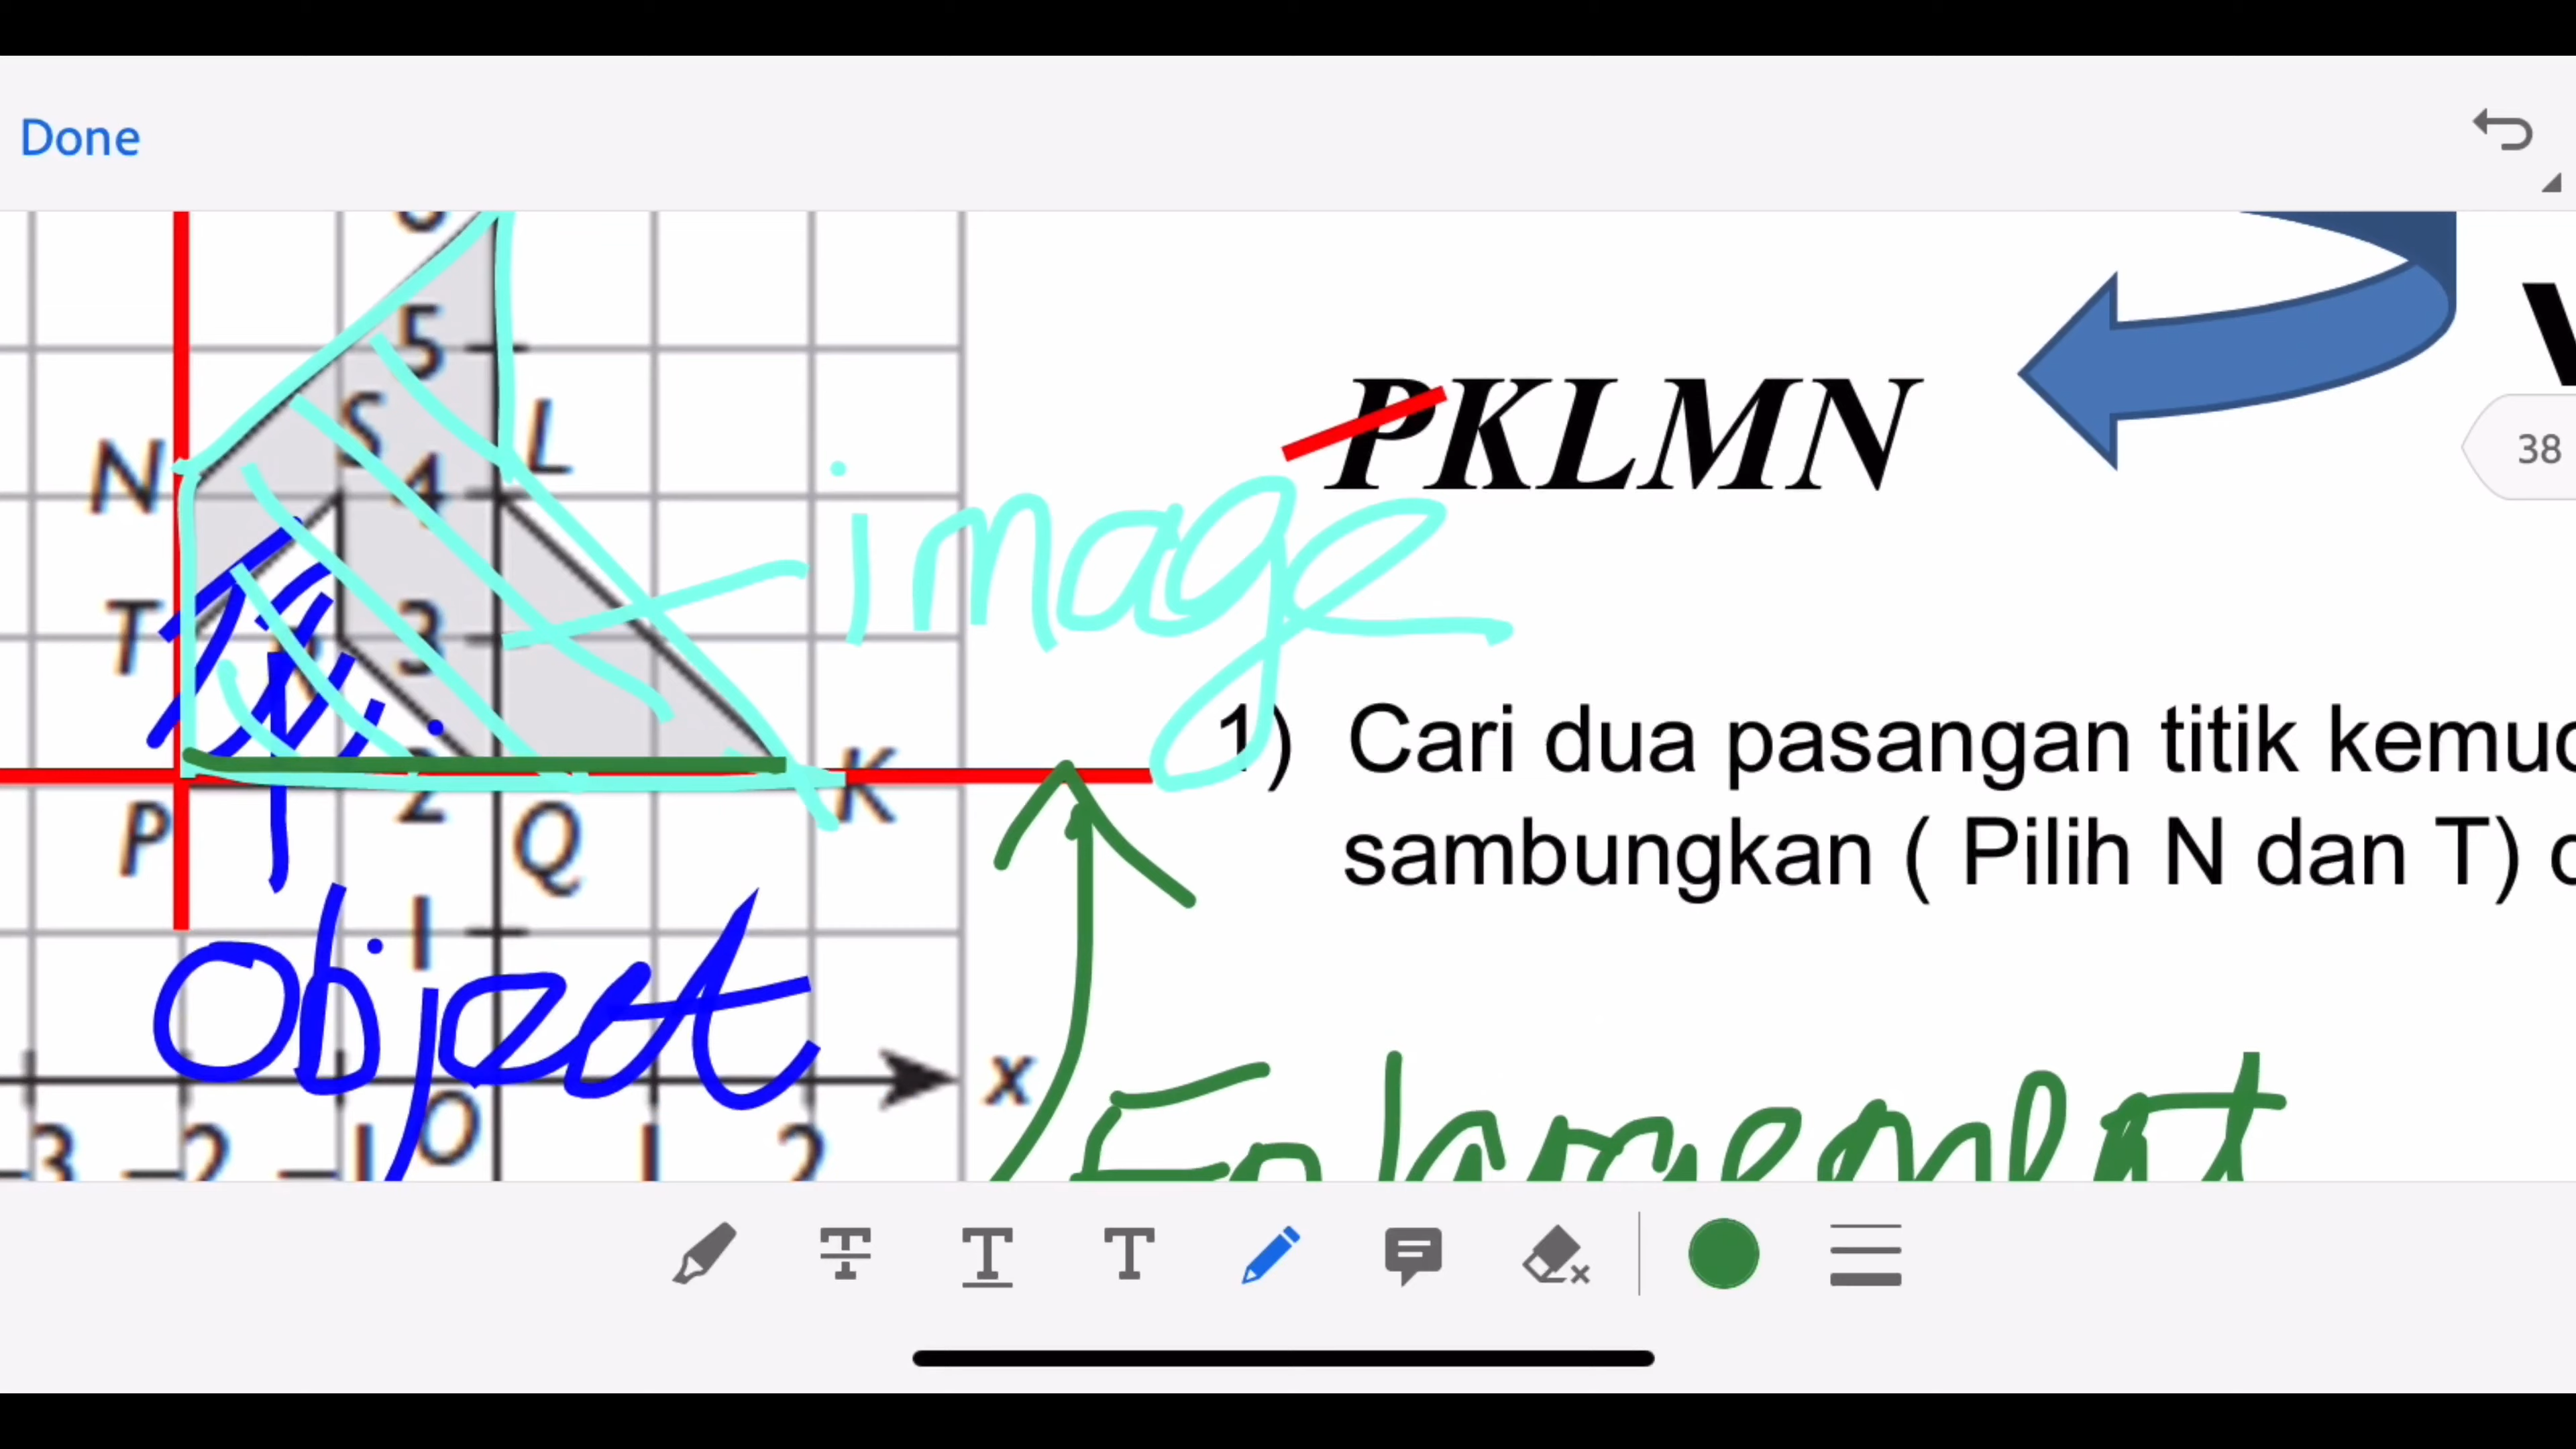 Done
5
S
L
N
4
T
3
K
P
2
Q
1
x
O
-3 -2 -1 1 2
PKLMN
image
38
1) Cari dua pasangan titik
sambungkan ( Pilih N dan T)
Object